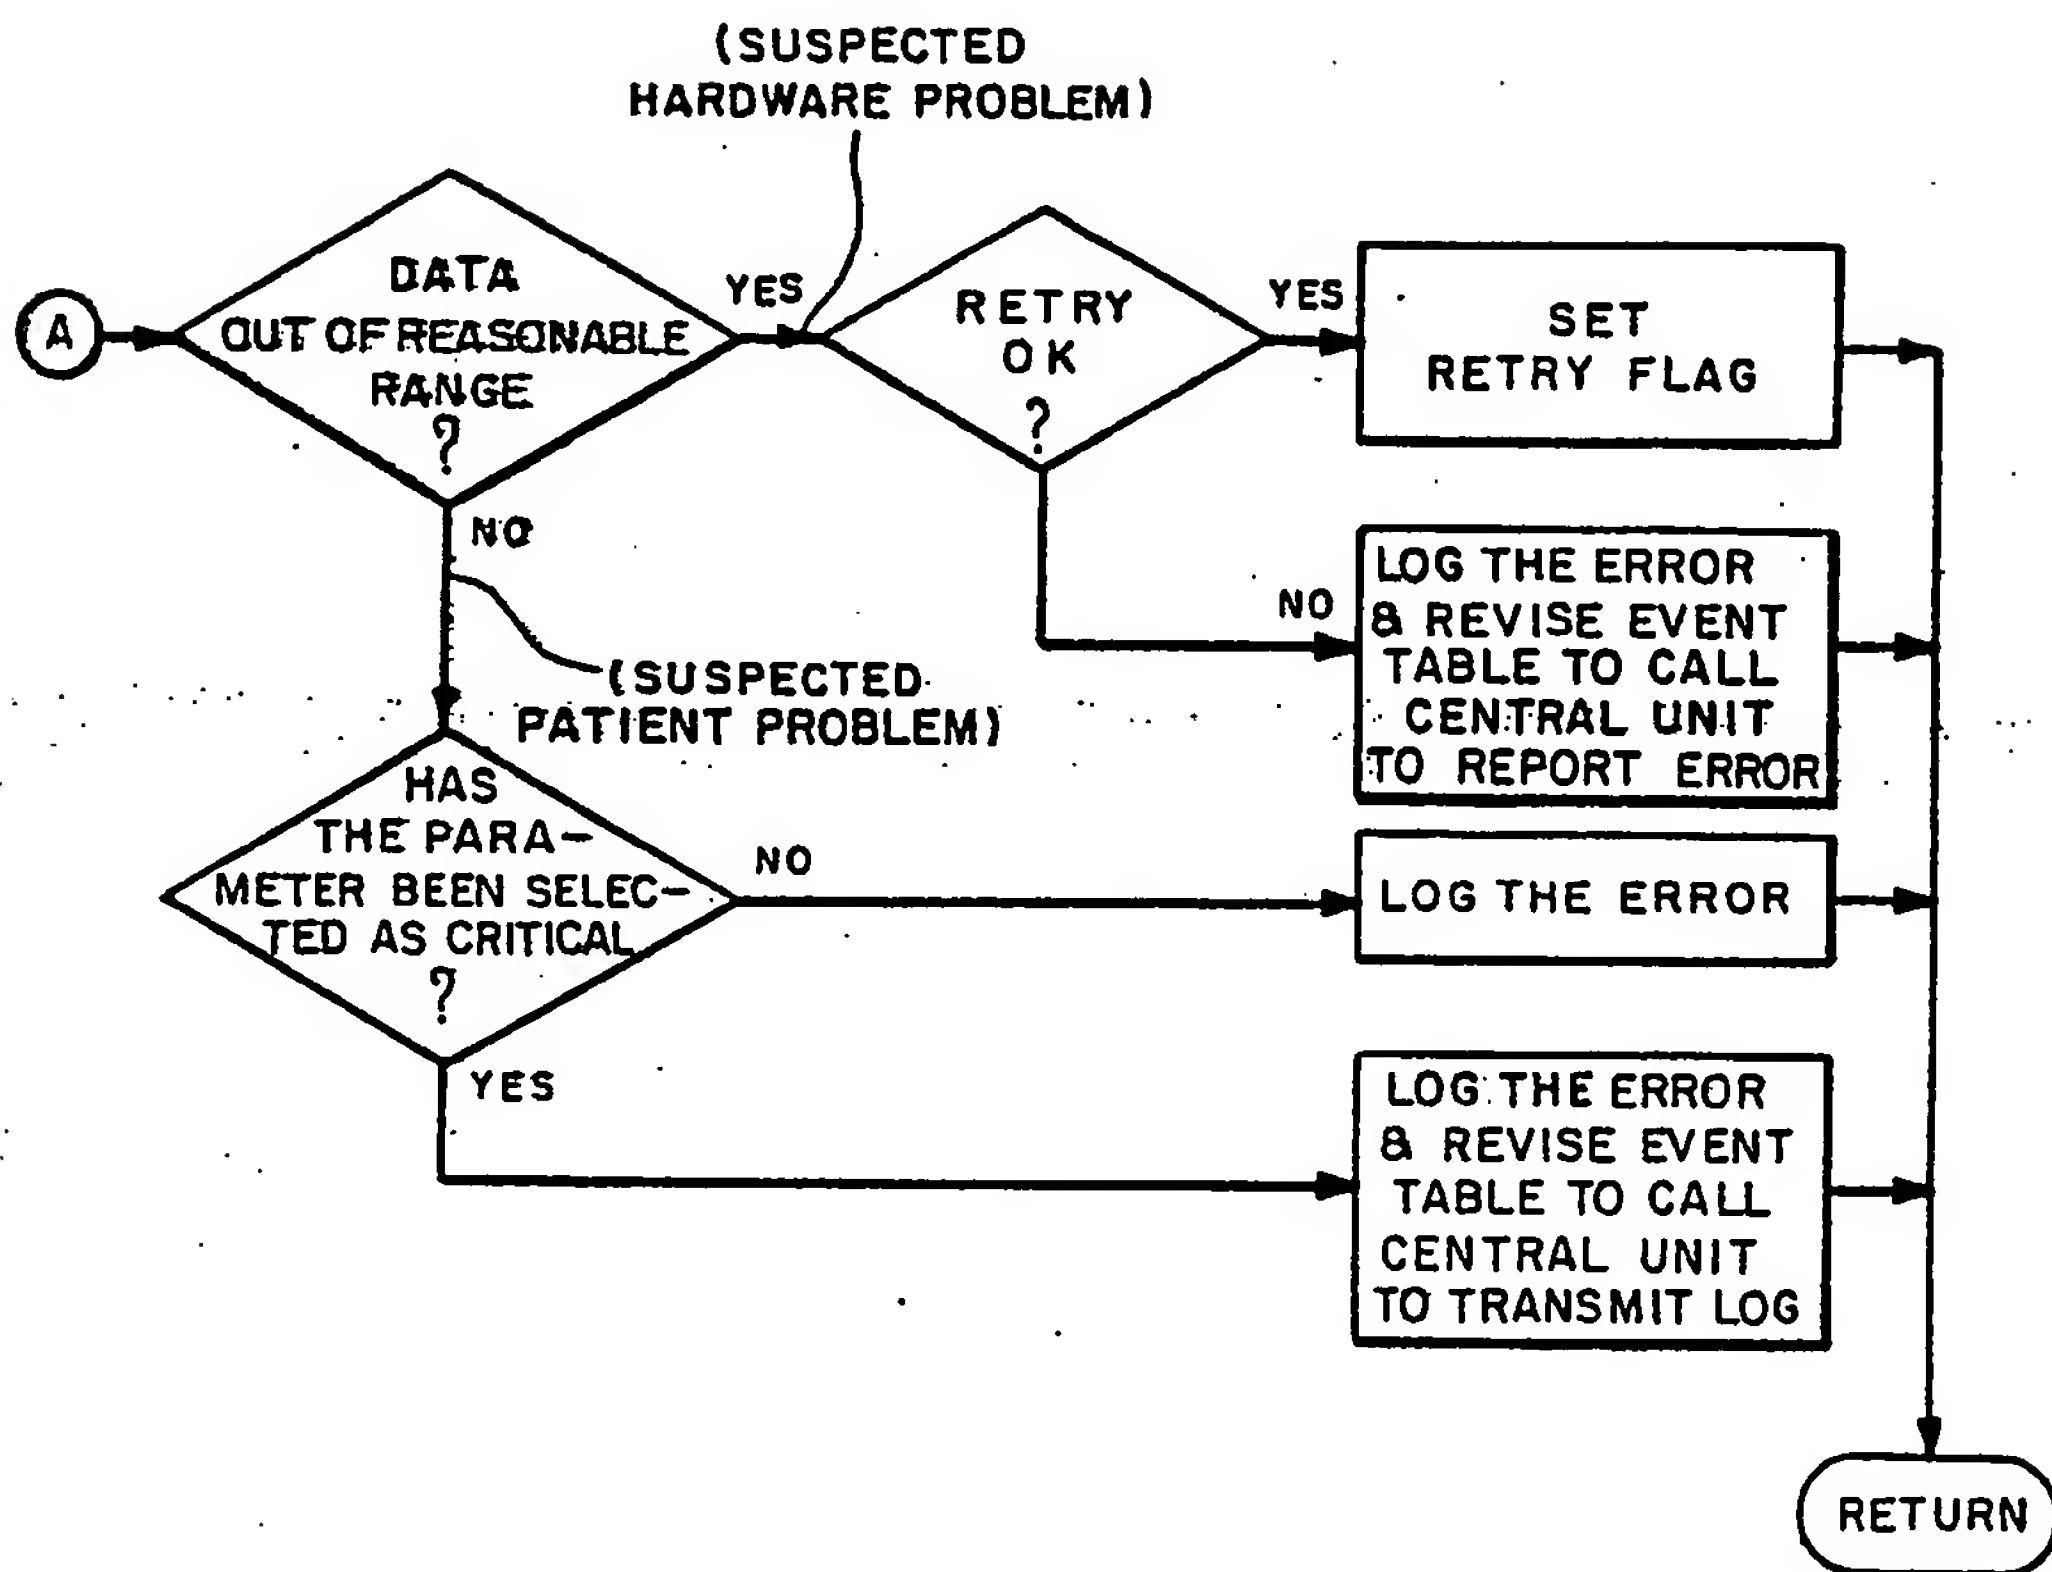 (SUSPECTED
HARDWARE PROBLEM)
A
DATA
OUT OF REASONABLE
RANGE
?
YES
RETRY
OK
?
YES
SET
RETRY FLAG
NO
NO
LOG THE ERROR
& REVISE EVENT
TABLE TO CALL
CENTRAL UNIT
TO REPORT ERROR
(SUSPECTED
PATIENT PROBLEM)
HAS
THE PARA-
METER BEEN SELEC-
TED AS CRITICAL
?
NO
LOG THE ERROR
YES
LOG THE ERROR
& REVISE EVENT
TABLE TO CALL
CENTRAL UNIT
TO TRANSMIT LOG
RETURN